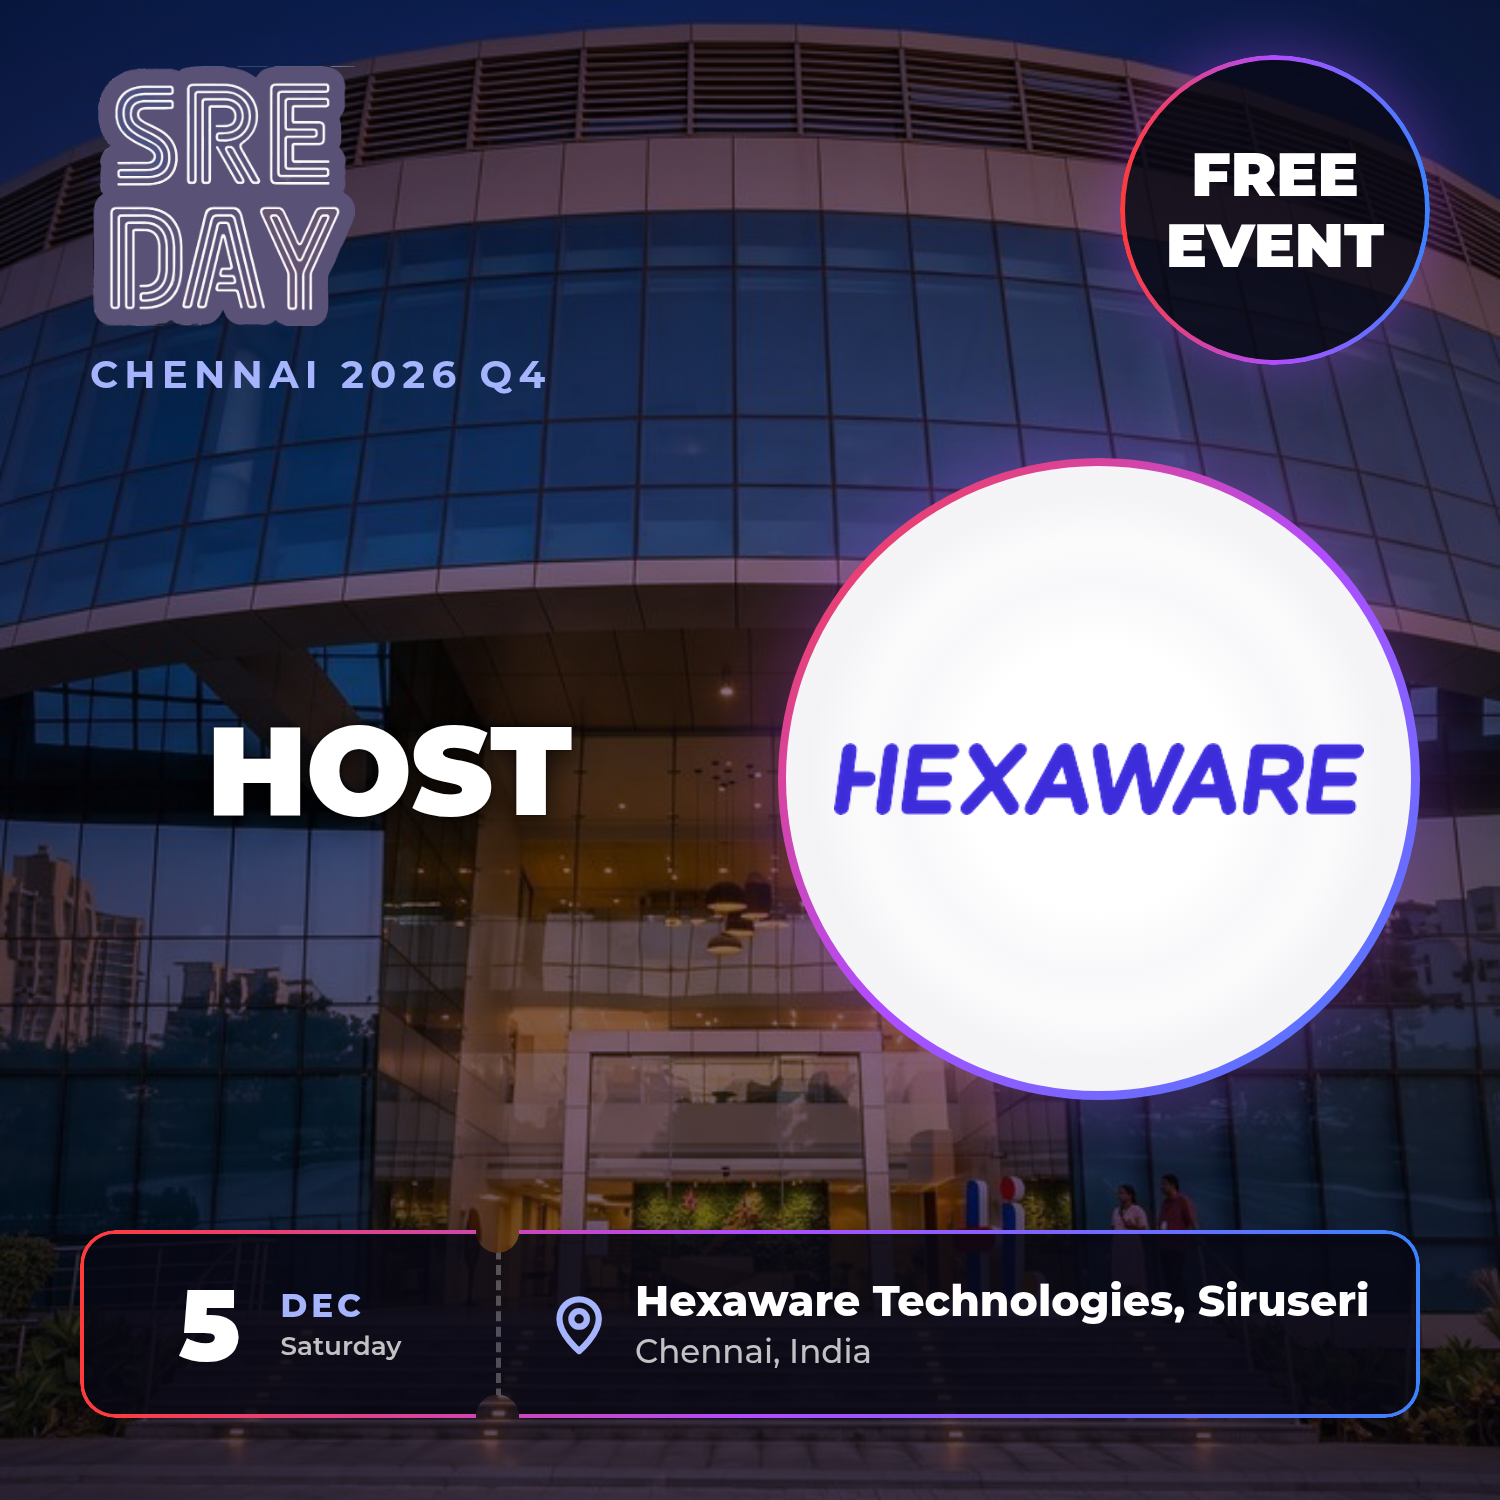 SRE
DAY
CHENNAI 2026 Q4
FREE
EVENT
HOST
HEXAWARE
5
DEC
Saturday
Hexaware Technologies, Siruseri
Chennai, India